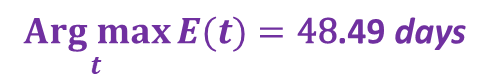 Arg max E(t) = 48.49 days
t